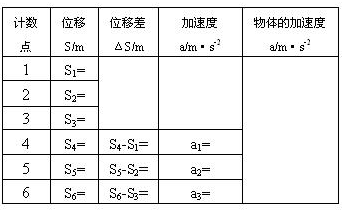 计数 位移 位移差 加速度 物体的加速度
点 S/m △S/m a/m·s⁻² a/m·s⁻²
1 S₁=
2 S₂=
3 S₃=
4 S₄= S₄-S₁= a₁=
5 S₅= S₅-S₂= a₂=
6 S₆= S₆-S₃= a₃=